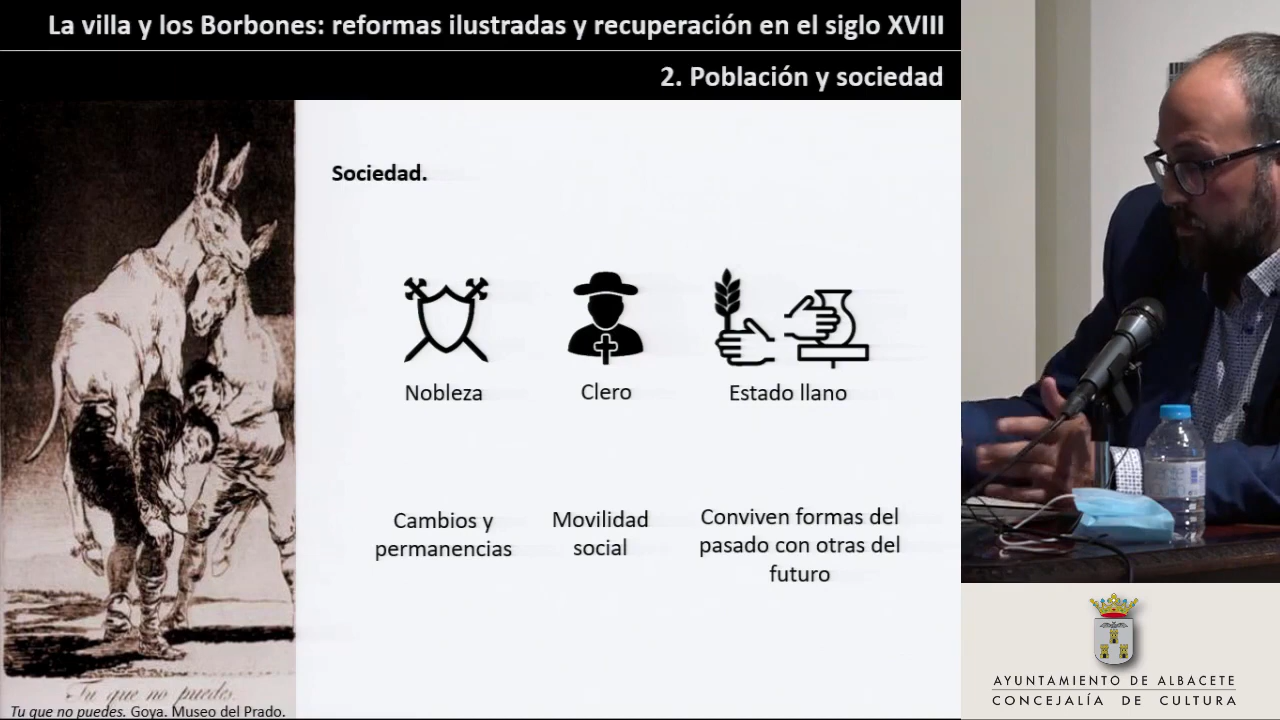 La villa y los Borbones: reformas ilustradas y recuperación en el siglo XVIII
2. Población y sociedad
Sociedad.
Nobleza
Clero
Estado llano
Cambios y
permanencias
Movilidad
social
Conviven formas del
pasado con otras del
futuro
Tu que no puedes.
Tu que no puedes. Goya. Museo del Prado.
AYUNTAMIENTO DE ALBACETE
CONCEJALÍA DE CULTURA